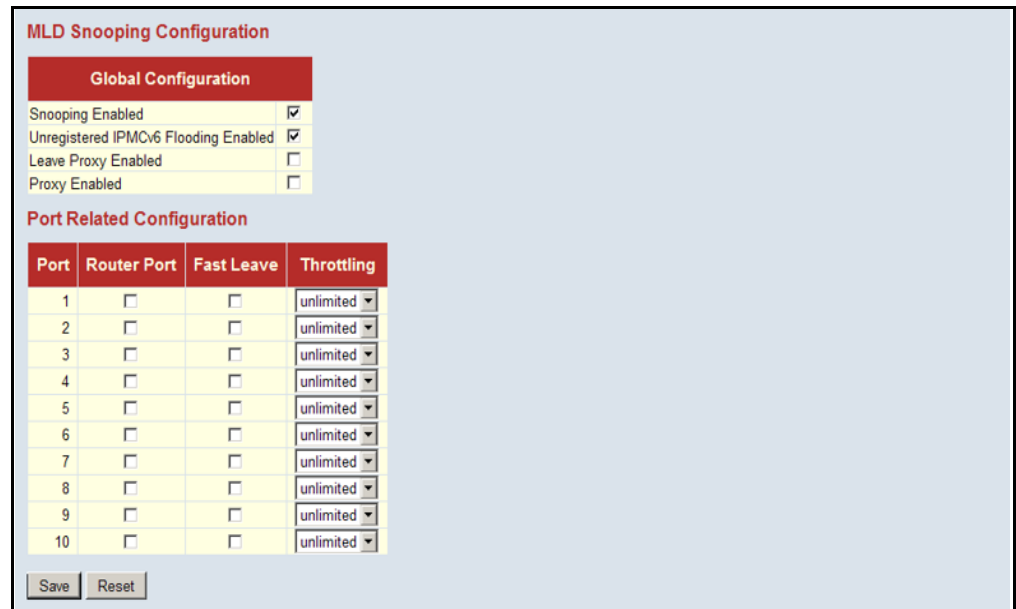 MLD Snooping Configuration
Global Configuration
Snooping Enabled
Unregistered IPMCv6 Flooding Enabled
Leave Proxy Enabled
Proxy Enabled
Port Related Configuration
Port Router Port Fast Leave Throttling
1 unlimited
2 unlimited
3 unlimited
4 unlimited
5 unlimited
6 unlimited
7 unlimited
8 unlimited
9 unlimited
10 unlimited
Save Reset